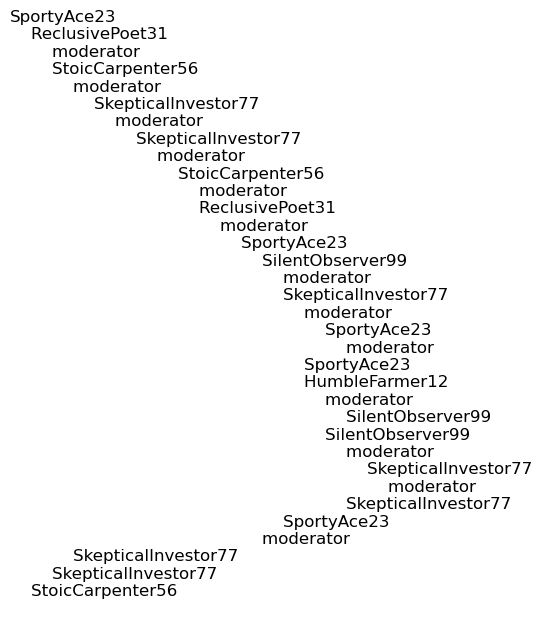 SportyAce23
ReclusivePoet31
moderator
StoicCarpenter56
moderator
SkepticalInvestor77
moderator
SkepticalInvestor77
moderator
StoicCarpenter56
moderator
ReclusivePoet31
moderator
SportyAce23
SilentObserver99
moderator
SkepticalInvestor77
moderator
SportyAce23
moderator
SportyAce23
HumbleFarmer12
moderator
SilentObserver99
SilentObserver99
moderator
SkepticalInvestor77
moderator
SkepticalInvestor77
SportyAce23
moderator
SkepticalInvestor77
SkepticalInvestor77
StoicCarpenter56